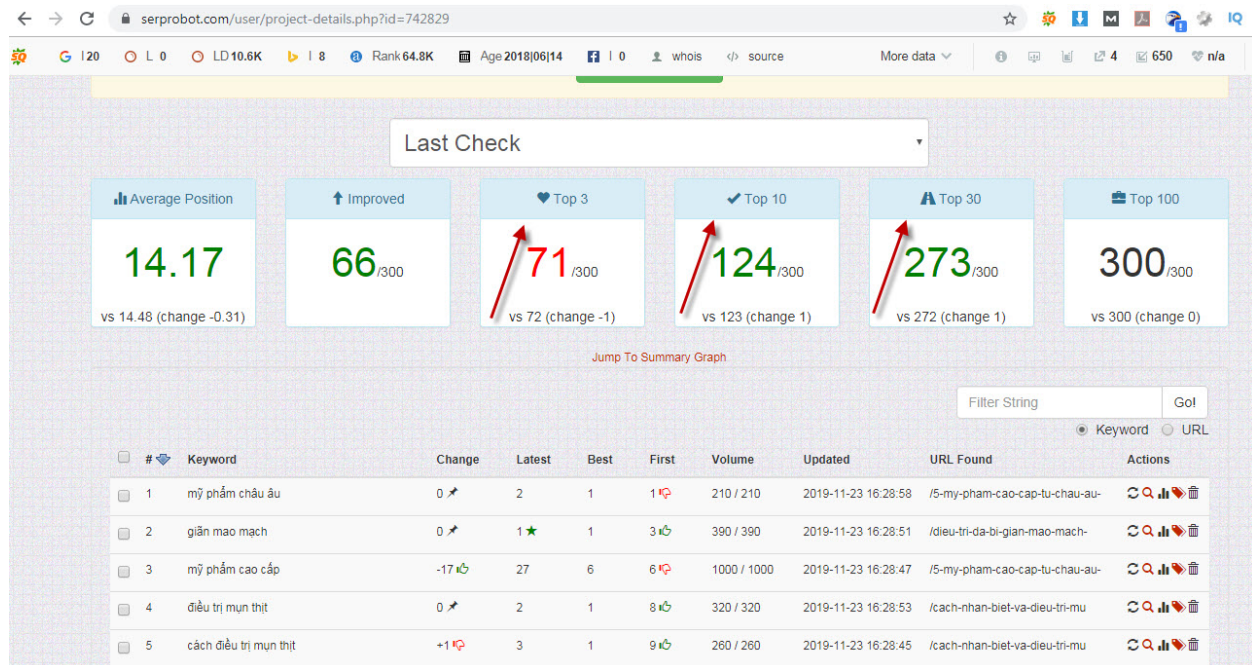 serprobot.com/user/project-details.php?id=742829
G I 20 L 0 LD 10.6K I 8 Rank 64.8K Age 2018|06|14 I 0 whois </> source More data 4 650 n/a
Last Check
Average Position Improved Top 3 Top 10 Top 30 Top 100
14.17 66/300 71/300 124/300 273/300 300/300
vs 14.48 (change -0.31) vs 72 (change -1) vs 123 (change 1) vs 272 (change 1) vs 300 (change 0)
Jump To Summary Graph
Filter String Go!
Keyword URL
# Keyword Change Latest Best First Volume Updated URL Found Actions
1 mỹ phẩm châu âu 0 2 1 1 210 / 210 2019-11-23 16:28:58 /5-my-pham-cao-cap-tu-chau-au-
2 giãn mao mạch 0 1 1 3 390 / 390 2019-11-23 16:28:51 /dieu-tri-da-bi-gian-mao-mach-
3 mỹ phẩm cao cấp -17 27 6 6 1000 / 1000 2019-11-23 16:28:47 /5-my-pham-cao-cap-tu-chau-au-
4 điều trị mụn thịt 0 2 1 8 320 / 320 2019-11-23 16:28:53 /cach-nhan-biet-va-dieu-tri-mu
5 cách điều trị mụn thịt +1 3 1 9 260 / 260 2019-11-23 16:28:45 /cach-nhan-biet-va-dieu-tri-mu